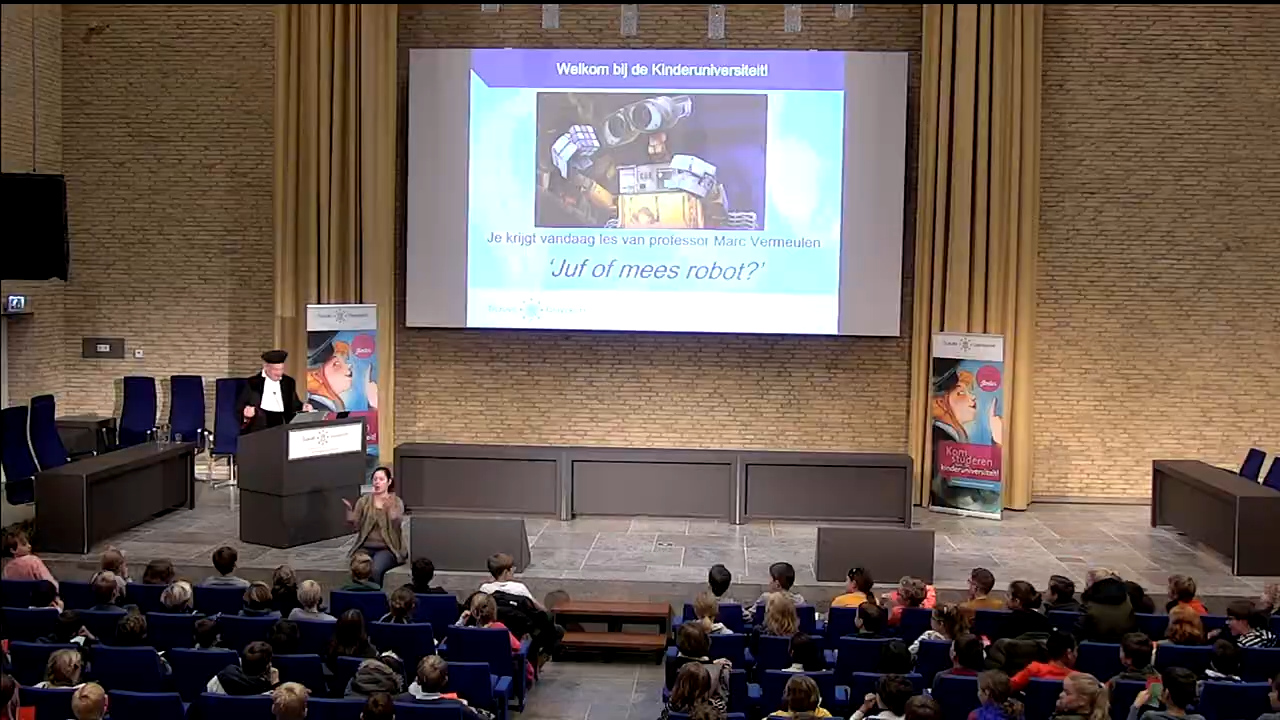 Welkom bij de Kinderuniversiteit!
Je krijgt vandaag les van professor Marc Vermeulen
'Juf of mees robot?'
Kom
studeren
kinderuniversiteit!